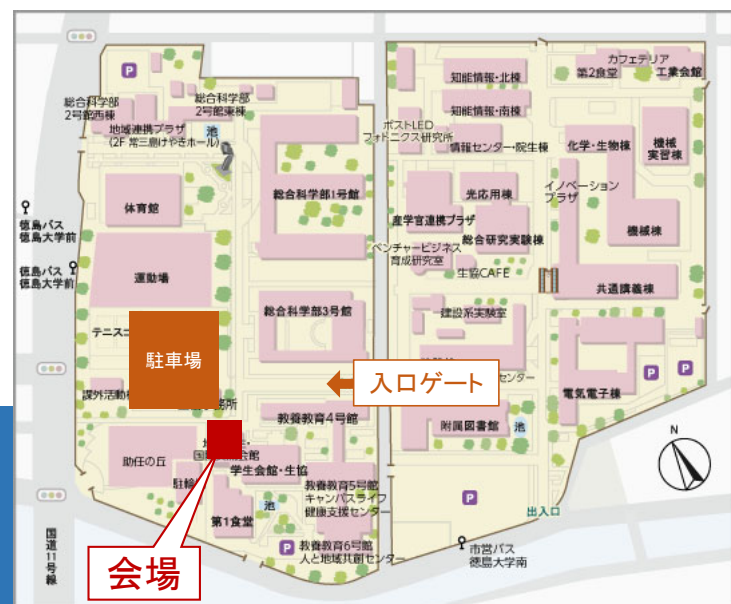 P
総合科学部
2号館西棟
総合科学部
2号館東棟
地域連携プラザ
(2F 常三島けやきホール)
池
体育館
総合科学部1号館
徳島バス
徳島大学前
徳島バス
徳島大学前
運動場
テニスコ
総合科学部3号館
駐車場
入口ゲート
課外活動
務所
教養教育4号館
助任の丘
会館
学生会館・生協
駐輪
第1食堂
池
教養教育5号館
キャンパスライフ
健康支援センター
P
教養教育6号館
人と地域共創センター
会場
国道11号線
知能情報・北棟
カフェテリア
第2食堂
工業会館
知能情報・南棟
ポストLED
フォトニクス研究所
情報センター・院生棟
化学・生物棟
機械
実習棟
光応用棟
イノベーション
プラザ
産学官連携プラザ
総合研究実験棟
機械棟
ベンチャービジネス
育成研究室
生協CAFE
共通講義棟
建設系実験室
センター
P
P
電気電子棟
附属図書館
池
N
P
出入口
市営バス
徳島大学南